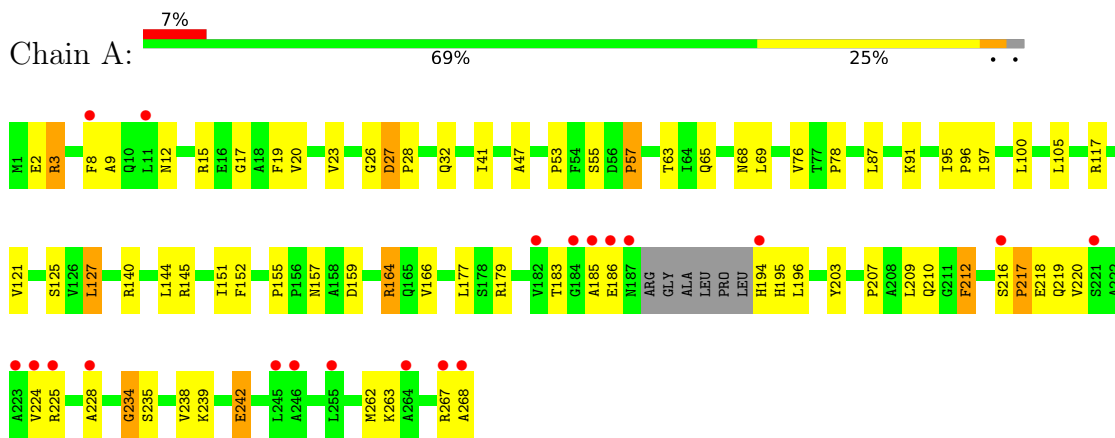 7%
Chain A:
69% 25% . .
M1 E2 R3 F8 A9 Q10 L11 N12 R15 E16 G17 A18 F19 V20 V23 G26 D27 P28 Q32 I41 A47 P53 F54 S55 D56 P57 T63 I64 Q65 N68 L69 V76 T77 P78 L87 K91 I95 P96 I97 L100 L105 R117
V121 S125 V126 L127 R140 L144 R145 I151 F152 P155 P156 N157 A158 D159 R164 Q165 V166 L177 S178 R179 V182 T183 G184 A185 E186 N187 ARG GLY ALA LEU PRO LEU H194 H195 L196 Y203 P207 A208 L209 Q210 G211 F212 S216 P217 E218 Q219 V220 S221 A222
A223 V224 R225 A228 G234 S235 V238 K239 E242 L245 A246 L255 M262 K263 A264 R267 A268